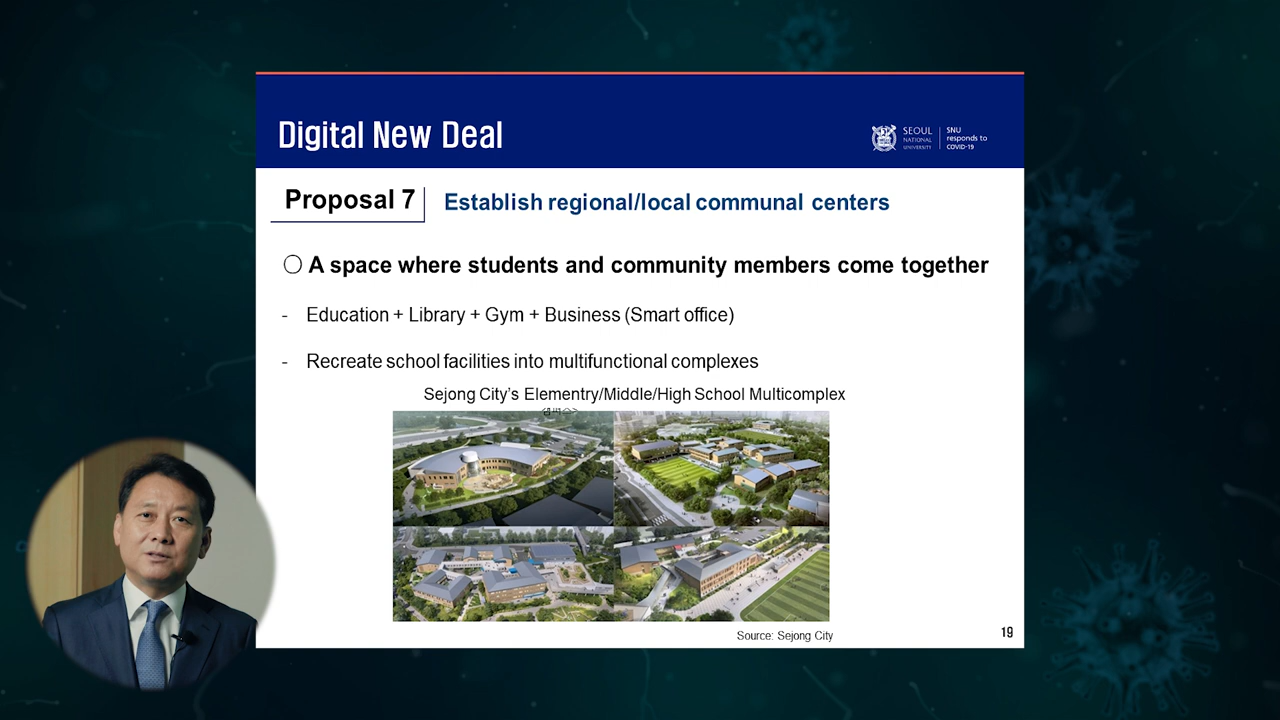 Digital New Deal
SEOUL
NATIONAL
UNIVERSITY
SNU
responds to
COVID-19
Proposal 7
Establish regional/local communal centers
○ A space where students and community members come together
- Education + Library + Gym + Business (Smart office)
- Recreate school facilities into multifunctional complexes
Sejong City's Elementry/Middle/High School Multicomplex
Source: Sejong City
19